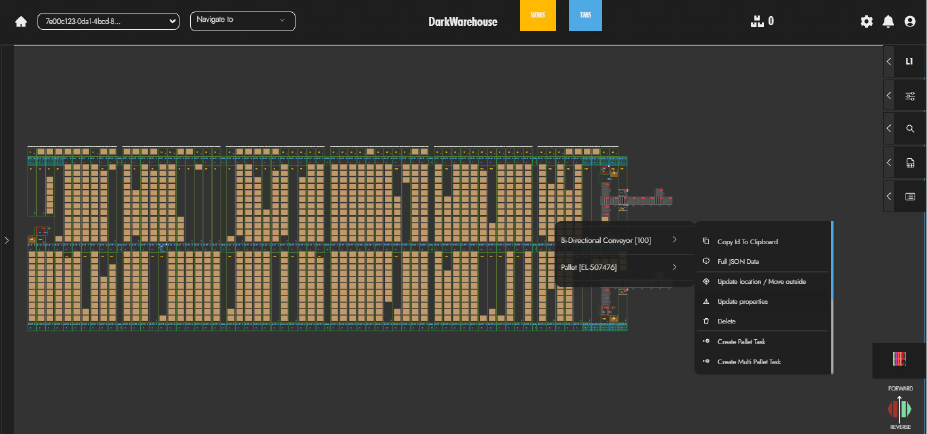 7e00c123-0da1-4bcd-8...
Navigate to
DarkWarehouse
WMS
TMS
0
L1
Bi-Directional Conveyor [100]
Pallet [EL-507476]
Copy Id To Clipboard
Full JSON Data
Update location / Move outside
Update properties
Delete
Create Pallet Task
Create Multi Pallet Task
FORWARD
REVERSE